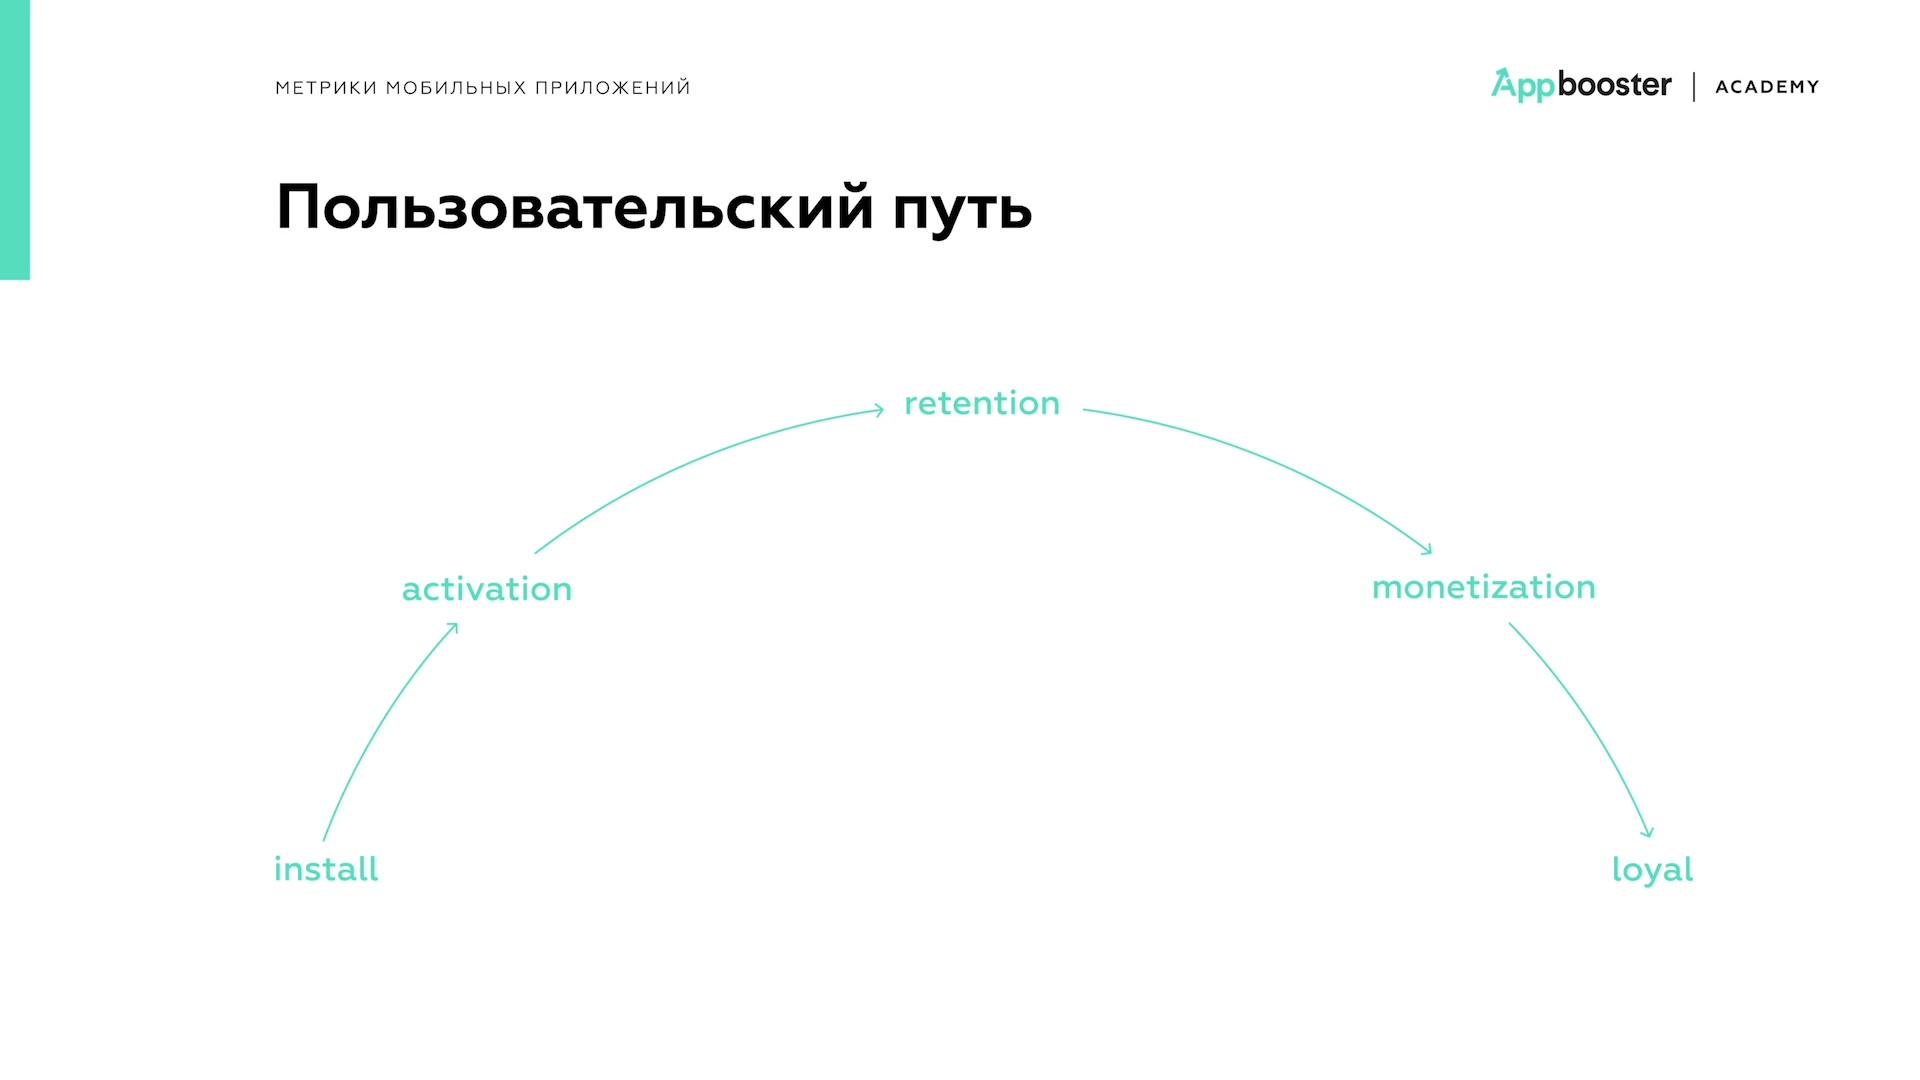 МЕТРИКИ МОБИЛЬНЫХ ПРИЛОЖЕНИЙ
Appbooster | ACADEMY
Пользовательский путь
retention
activation
monetization
install
loyal